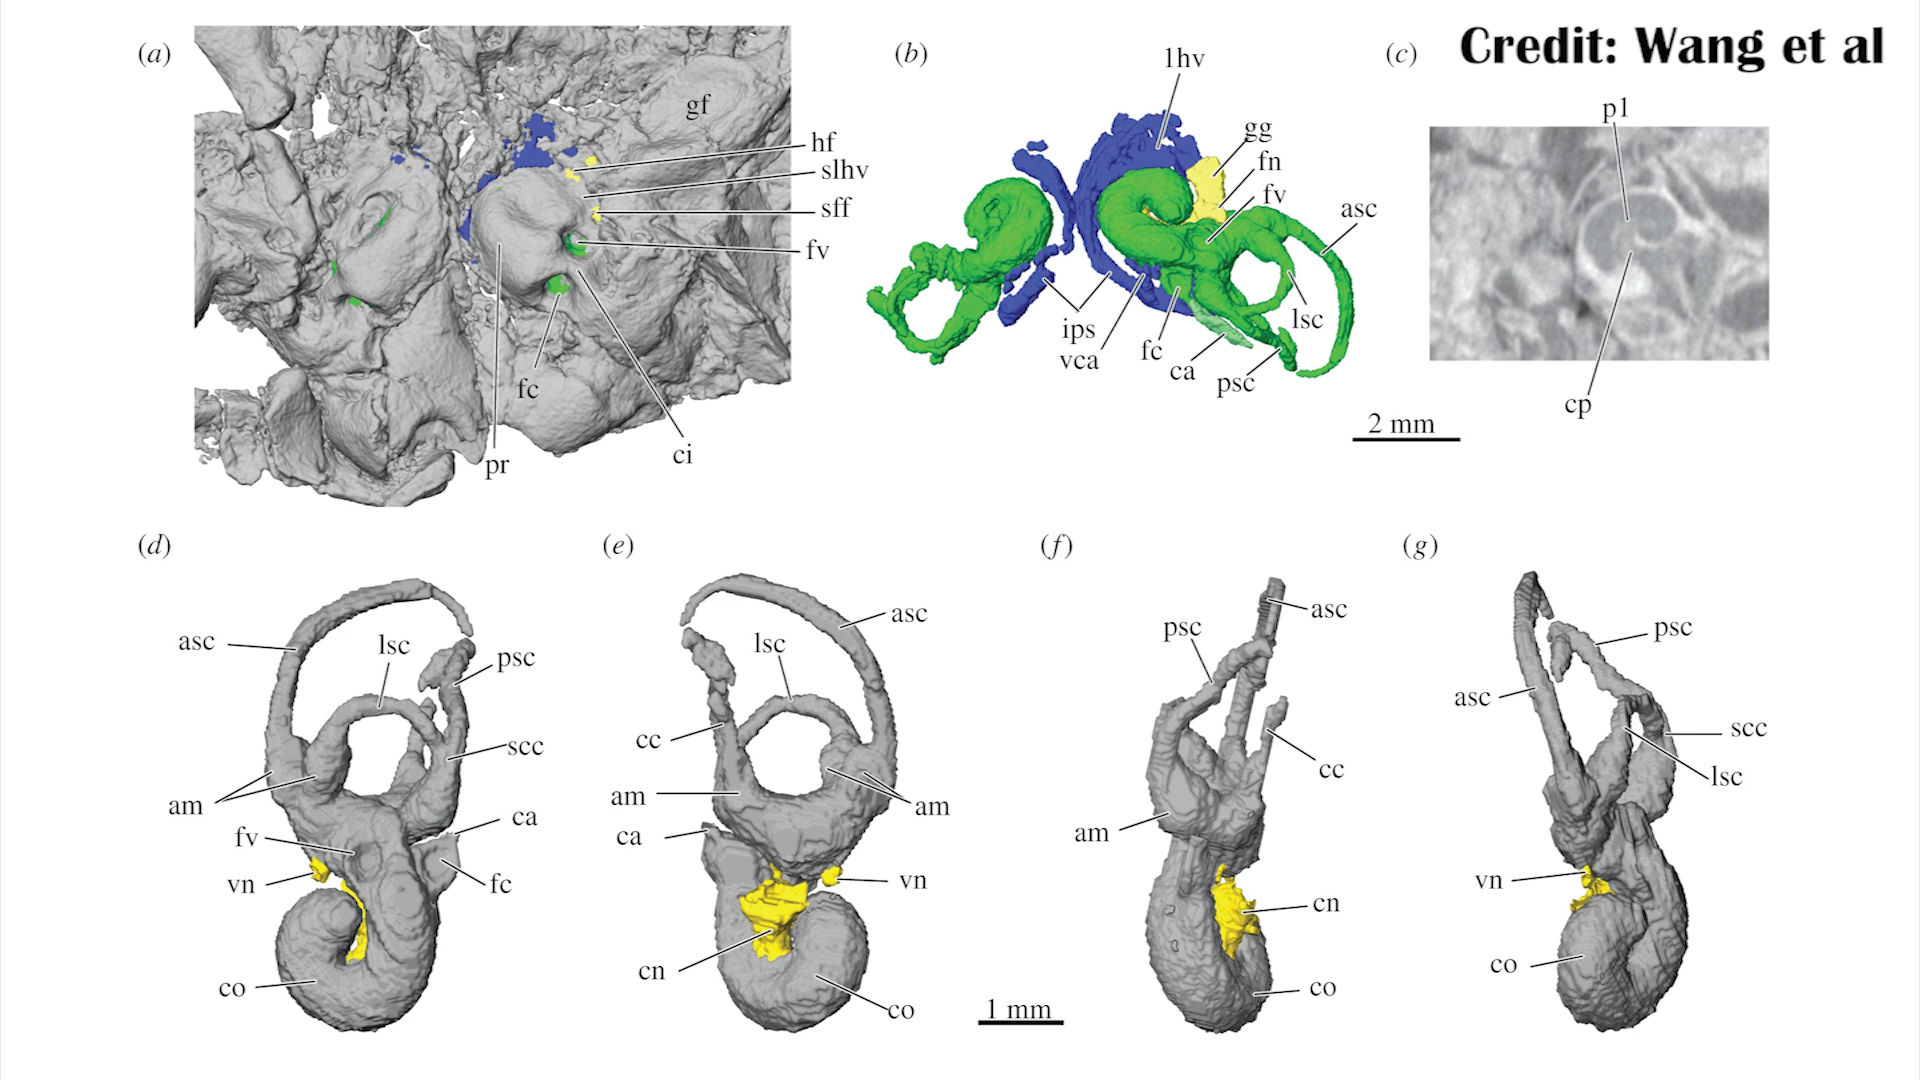 Credit: Wang et al
(a)
gf
hf
slhv
sff
fv
fc
pr
ci
(b)
1hv
gg
fn
fv
asc
ips
vca
fc
ca
psc
lsc
2 mm
(c)
p1
cp
(d)
asc
lsc
psc
scc
am
fv
ca
vn
fc
co
(e)
asc
lsc
cc
am
am
ca
vn
cn
co
1 mm
(f)
asc
psc
cc
am
cn
co
(g)
psc
asc
scc
lsc
vn
co